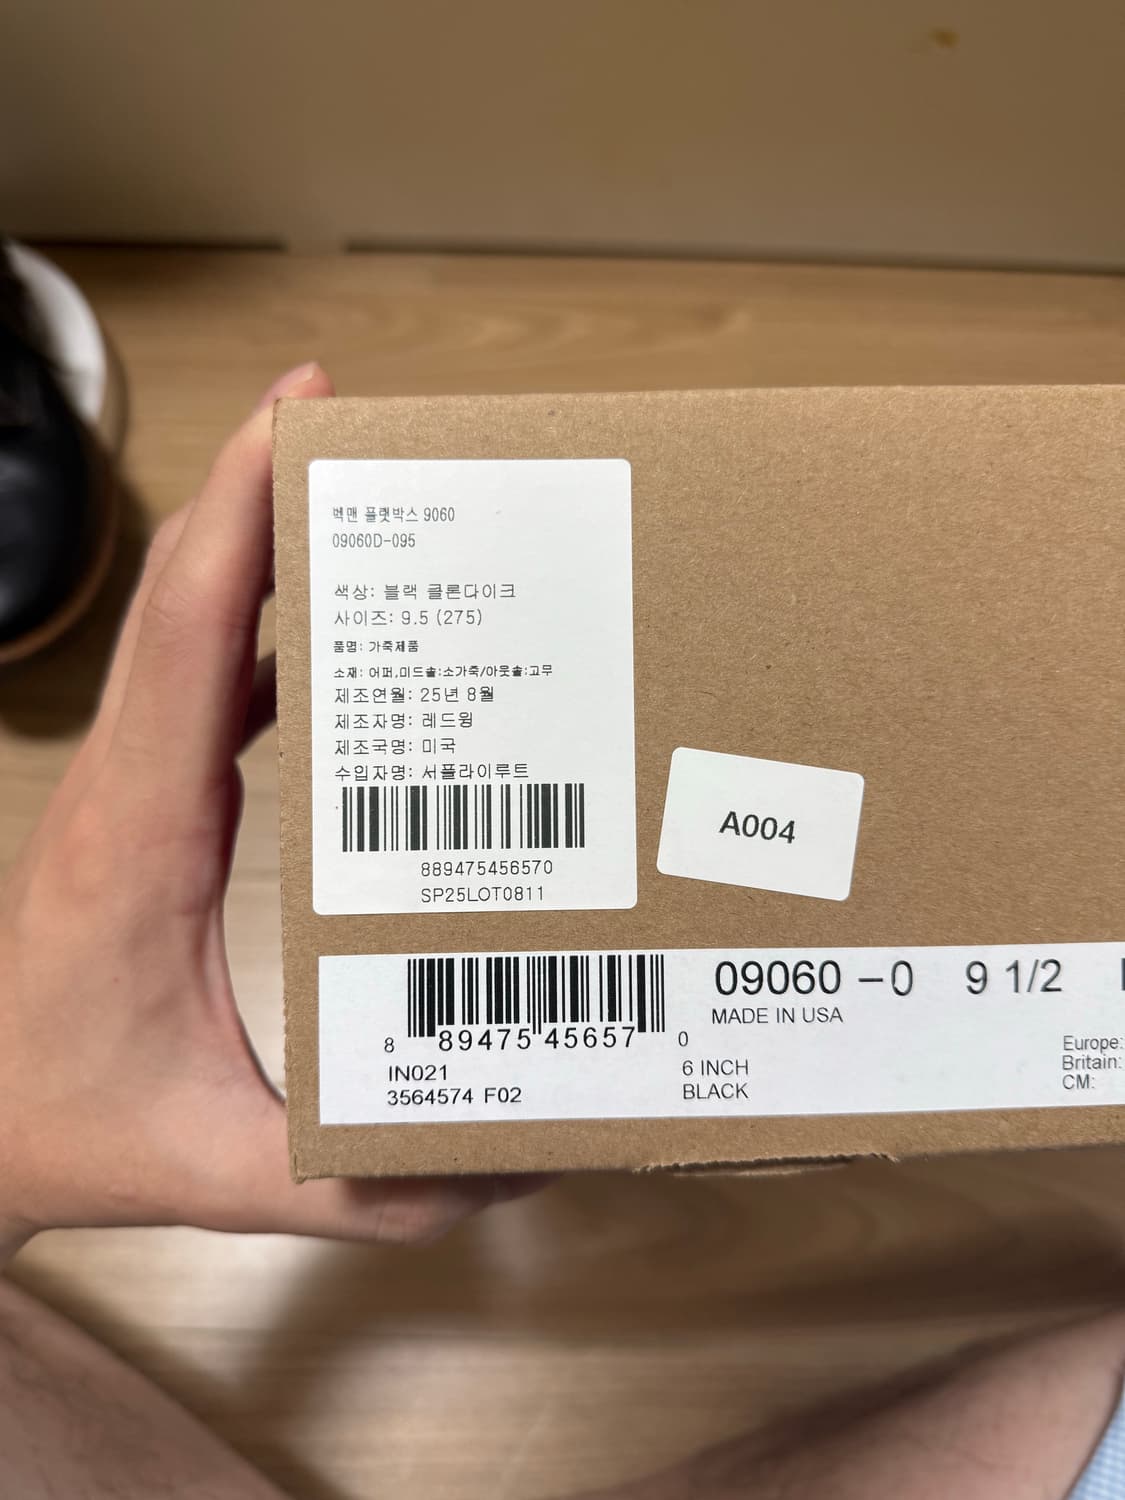 벡맨 플랫박스 9060
09060D-095
색상: 블랙 클론다이크
사이즈: 9.5 (275)
품명: 가죽제품
소재: 어퍼,미드솔:소가죽/아웃솔:고무
제조연월: 25년 8월
제조자명: 레드윙
제조국명: 미국
수입자명: 서플라이루트
889475456570
SP25LOT0811
A004
09060 -0 9 1/2
MADE IN USA
8 89475 45657 0
IN021
3564574 F02
6 INCH
BLACK
Europe:
Britain:
CM: